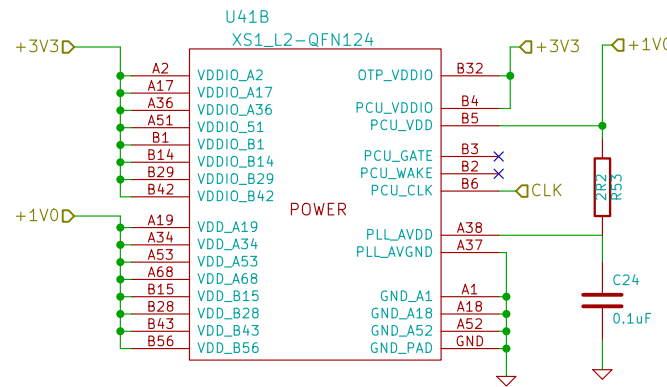 U41B
XS1_L2-QFN124
+3V3
+3V3
+1V0
A2 VDDIO_A2
A17 VDDIO_A17
A36 VDDIO_A36
A51 VDDIO_51
B1 VDDIO_B1
B14 VDDIO_B14
B29 VDDIO_B29
B42 VDDIO_B42
+1V0
A19 VDD_A19
A34 VDD_A34
A53 VDD_A53
A68 VDD_A68
B15 VDD_B15
B28 VDD_B28
B43 VDD_B43
B56 VDD_B56
POWER
OTP_VDDIO B32
PCU_VDDIO B4
PCU_VDD B5
PCU_GATE B3
PCU_WAKE B2
PCU_CLK B6 CLK
PLL_AVDD A38
PLL_AVGND A37
GND_A1 A1
GND_A18 A18
GND_A52 A52
GND_PAD GND
2R2
R53
C24
0.1uF